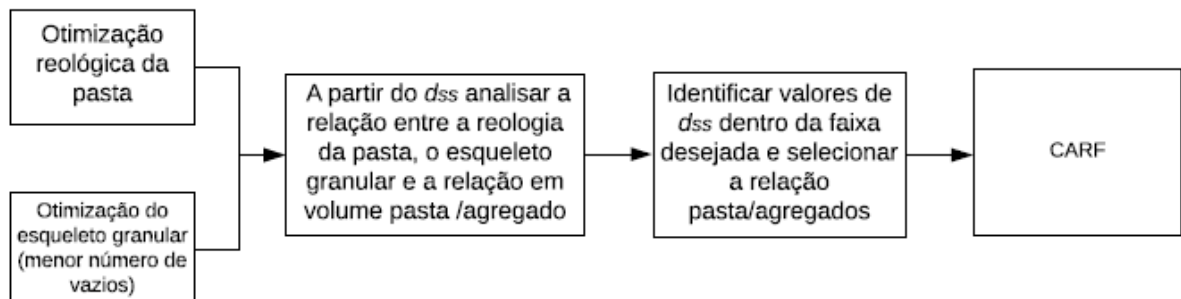 Otimização
reológica da
pasta
Otimização do
esqueleto granular
(menor número de
vazios)
A partir do dss analisar a
relação entre a reologia
da pasta, o esqueleto
granular e a relação em
volume pasta /agregado
Identificar valores de
dss dentro da faixa
desejada e selecionar
a relação
pasta/agregados
CARF